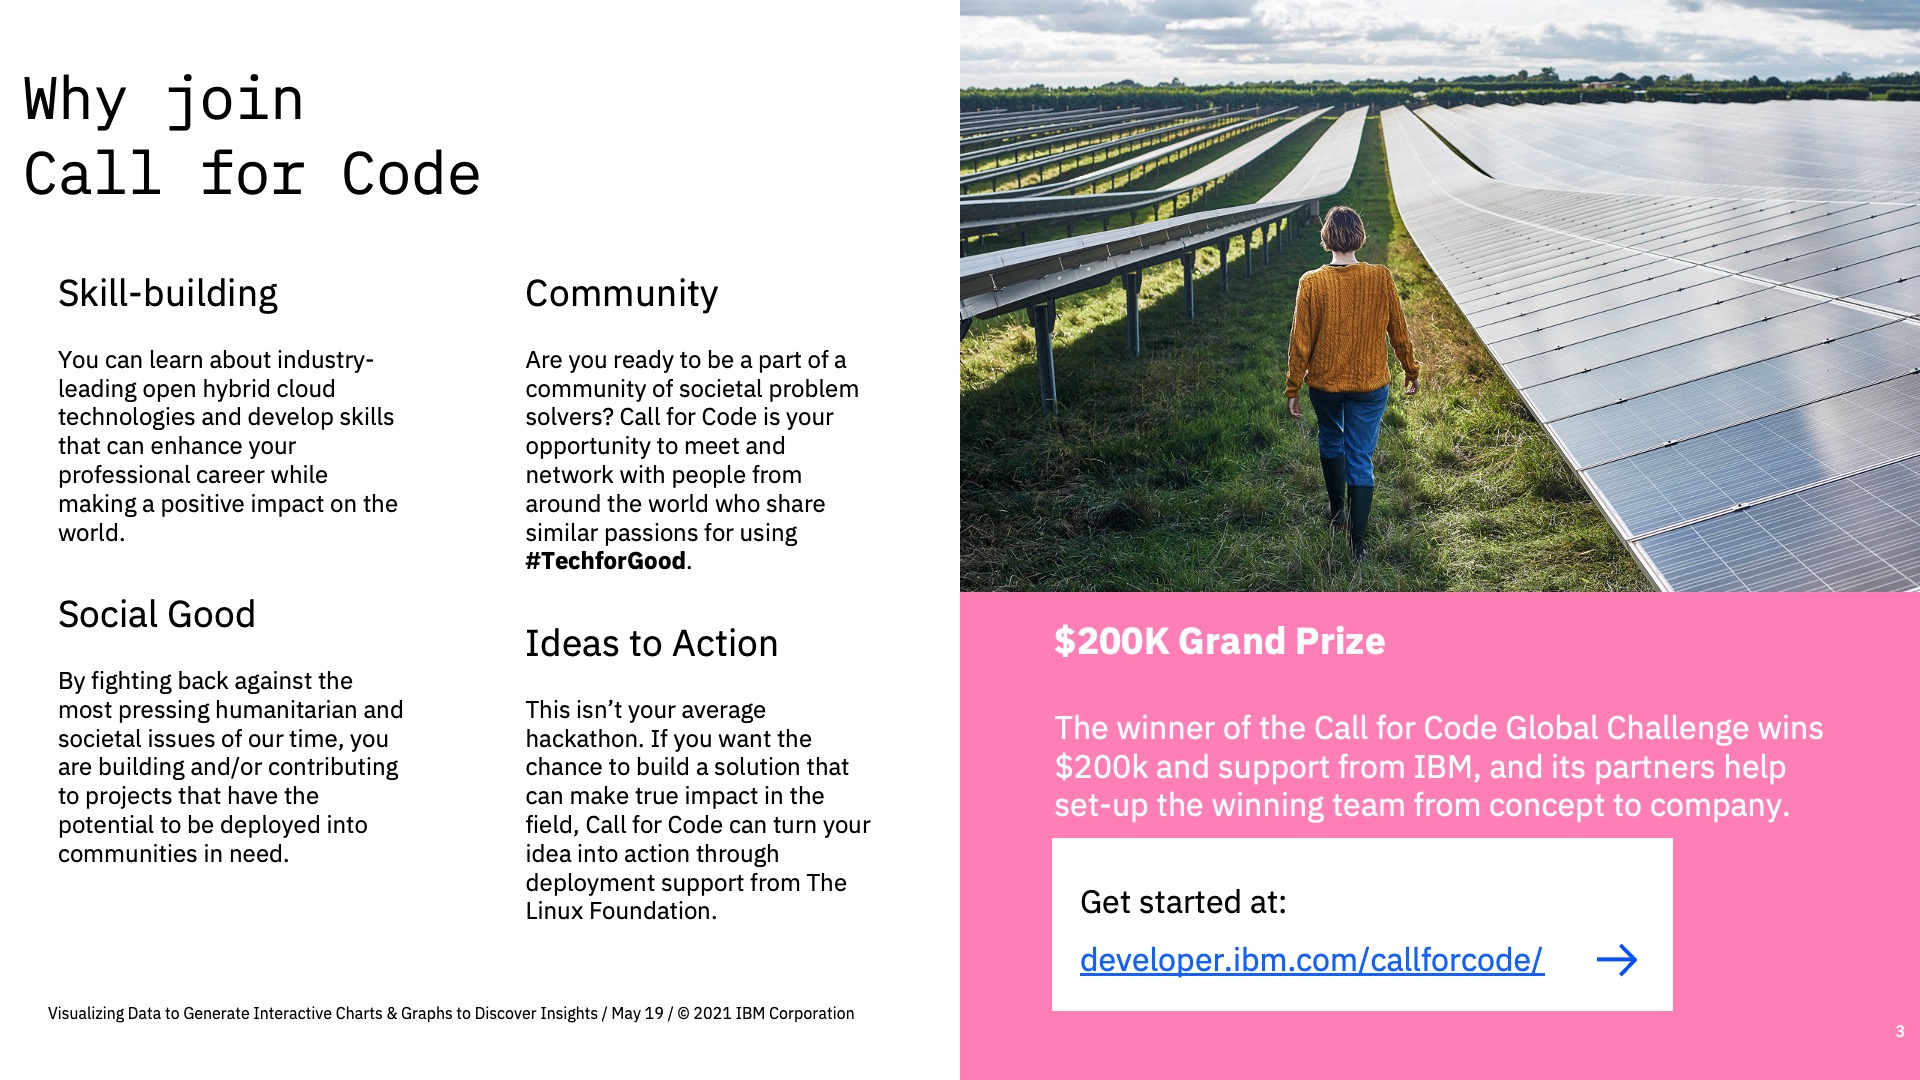 Why join
Call for Code
Skill-building
You can learn about industry-
leading open hybrid cloud
technologies and develop skills
that can enhance your
professional career while
making a positive impact on the
world.
Social Good
By fighting back against the
most pressing humanitarian and
societal issues of our time, you
are building and/or contributing
to projects that have the
potential to be deployed into
communities in need.
Community
Are you ready to be a part of a
community of societal problem
solvers? Call for Code is your
opportunity to meet and
network with people from
around the world who share
similar passions for using
#TechforGood.
Ideas to Action
This isn’t your average
hackathon. If you want the
chance to build a solution that
can make true impact in the
field, Call for Code can turn your
idea into action through
deployment support from The
Linux Foundation.
$200K Grand Prize
The winner of the Call for Code Global Challenge wins
$200k and support from IBM, and its partners help
set-up the winning team from concept to company.
Get started at:
developer.ibm.com/callforcode/
Visualizing Data to Generate Interactive Charts & Graphs to Discover Insights / May 19 / © 2021 IBM Corporation
3